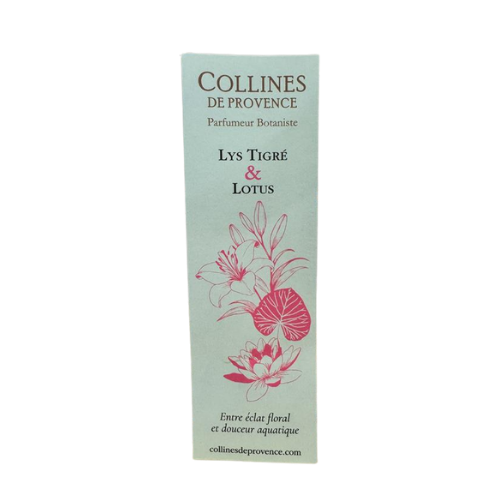 COLLINES
DE PROVENCE
Parfumeur Botaniste
LYS TIGRÉ
&
LOTUS
Entre éclat floral
et douceur aquatique
collinesdeprovence.com